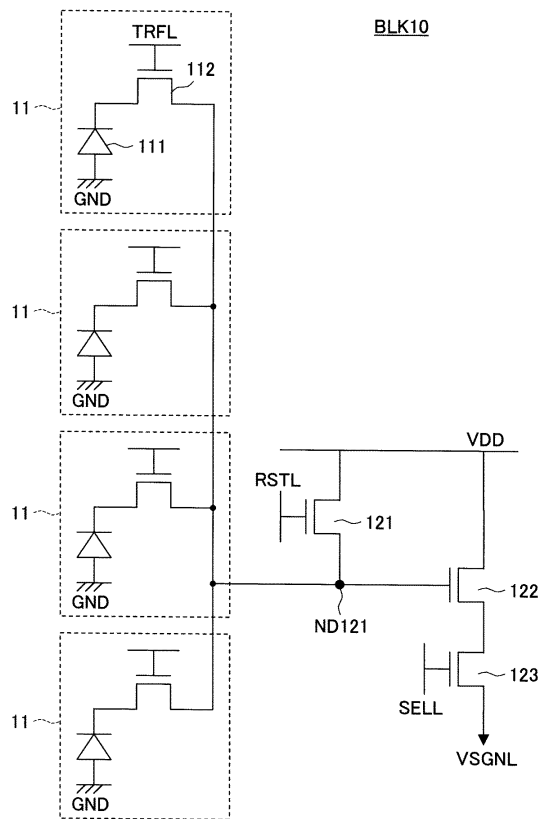 BLK10
TRFL
112
11
111
GND
11
GND
VDD
RSTL
121
11
GND
ND121
122
123
11
SELL
VSGNL
GND